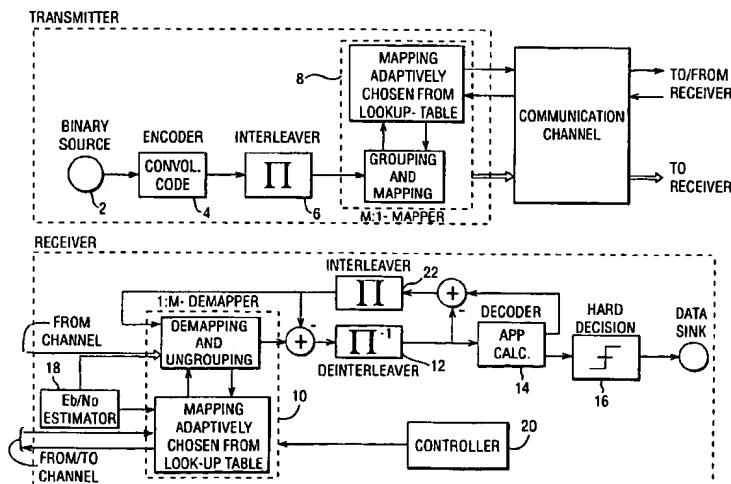 TRANSMITTER
8
MAPPING
ADAPTIVELY
CHOSEN FROM
LOOKUP- TABLE
TO/FROM
RECEIVER
COMMUNICATION
CHANNEL
BINARY
SOURCE
ENCODER
INTERLEAVER
CONVOL.
CODE
Π
GROUPING
AND MAPPING
TO
RECEIVER
2
4
6
M:1- MAPPER
RECEIVER
INTERLEAVER
22
Π
+
-
1:M- DEMAPPER
FROM
CHANNEL
DEMAPPING
AND
UNGROUPING
+
-
Π-1
DEINTERLEAVER
12
DECODER
APP
CALC.
14
HARD
DECISION
16
DATA
SINK
18
Eb/No
ESTIMATOR
MAPPING
ADAPTIVELY
CHOSEN FROM
LOOK-UP TABLE
10
CONTROLLER
20
FROM/TO
CHANNEL